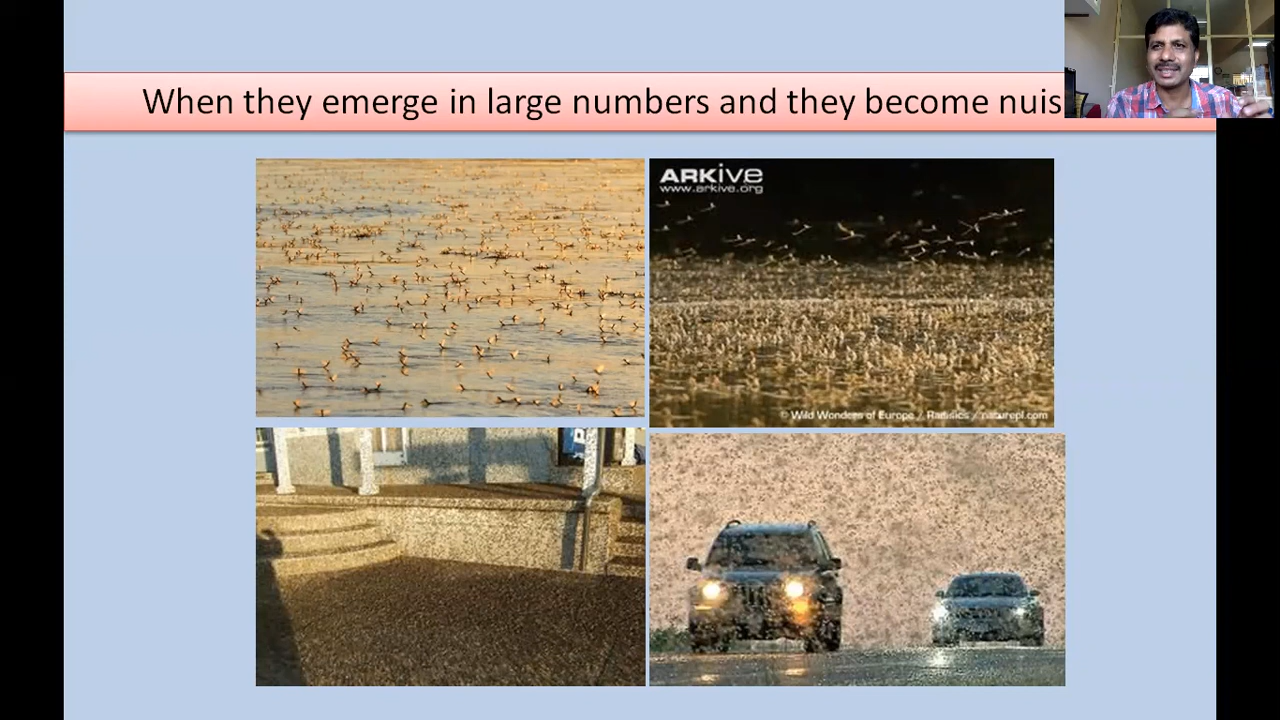 When they emerge in large numbers and they become nuis
ARKive
www.arkive.org
© Wild Wonders of Europe / Radisics / naturepl.com